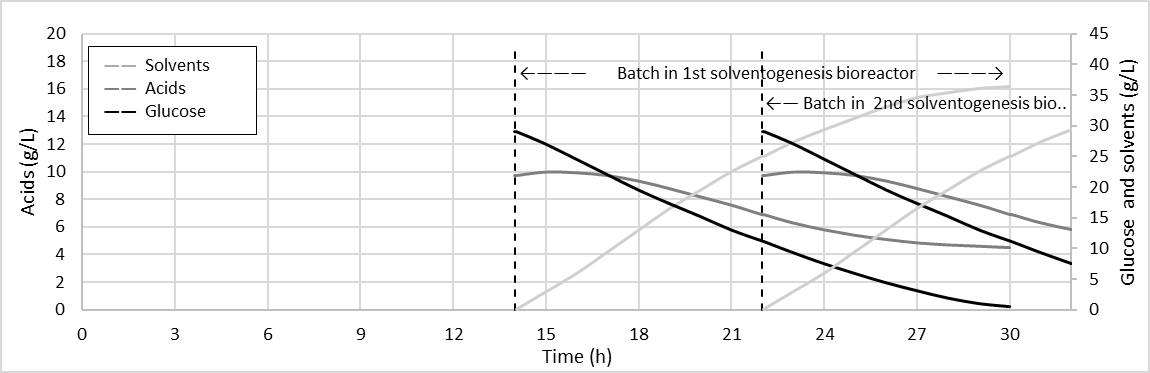 20
18
16
14
12
10
8
6
4
2
0
Acids (g/L)
45
40
35
30
25
20
15
10
5
0
Glucose and solvents (g/L)
Solvents
Acids
Glucose
Batch in 1st solventogenesis bioreactor
Batch in 2nd solventogenesis bio..
0 3 6 9 12 15 18 21 24 27 30
Time (h)